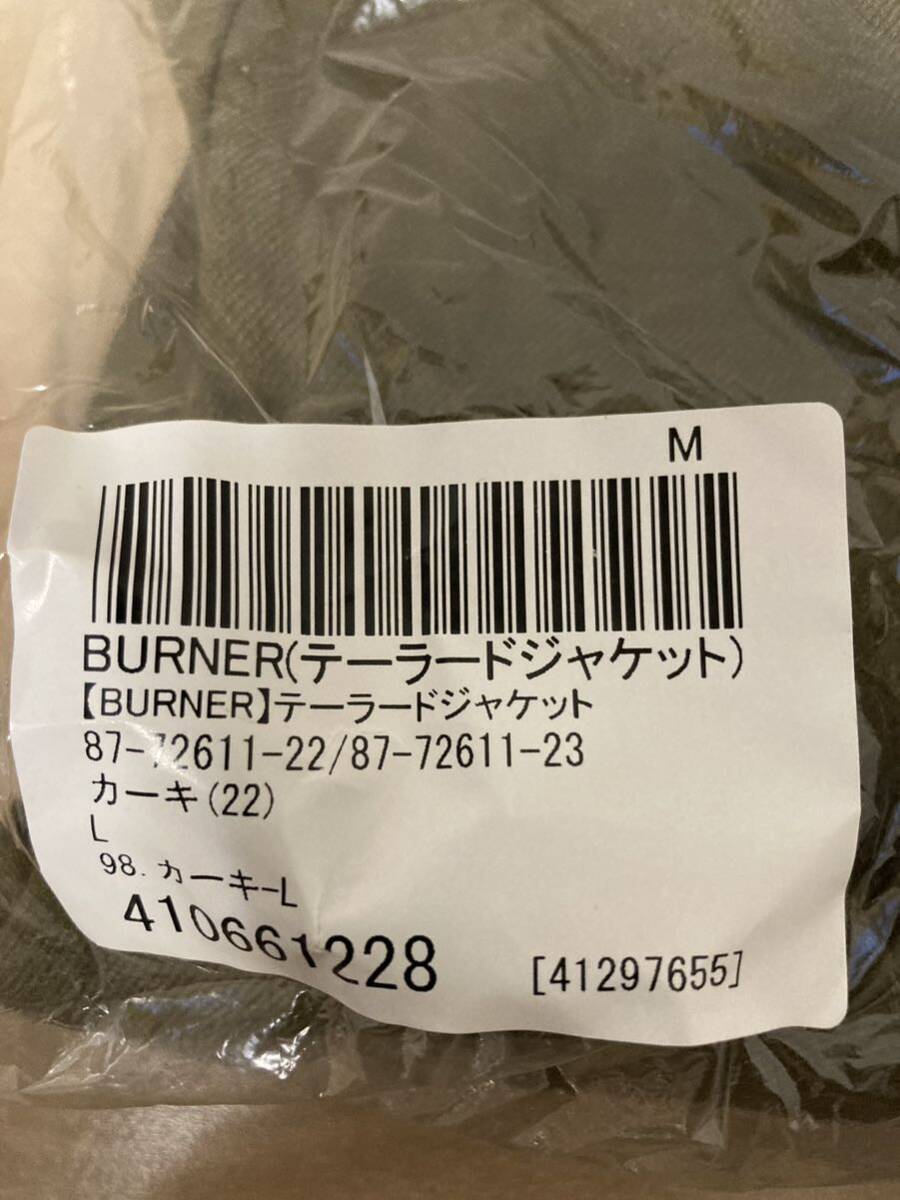 M
BURNER(テーラードジャケット)
【BURNER】テーラードジャケット
87-72611-22/87-72611-23
カーキ(22)
L
98. カーキ-L
410661228
[41297655]